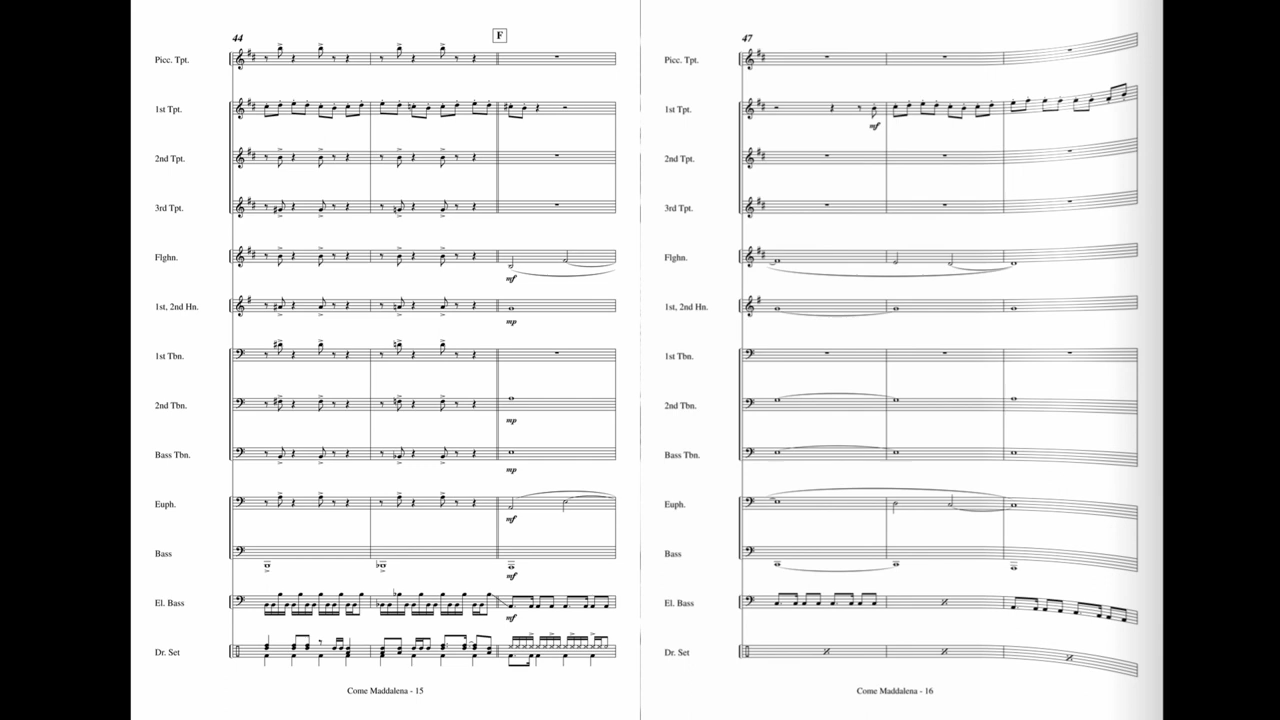 44
F
Picc. Tpt.
1st Tpt.
2nd Tpt.
3rd Tpt.
Flghn.
mf
1st, 2nd Hn.
mp
1st Tbn.
2nd Tbn.
mp
Bass Tbn.
mp
Euph.
mf
Bass
mf
El. Bass
mf
Dr. Set
Come Maddalena - 15
47
Picc. Tpt.
1st Tpt.
mf
2nd Tpt.
3rd Tpt.
Flghn.
1st, 2nd Hn.
1st Tbn.
2nd Tbn.
Bass Tbn.
Euph.
Bass
El. Bass
Dr. Set
Come Maddalena - 16